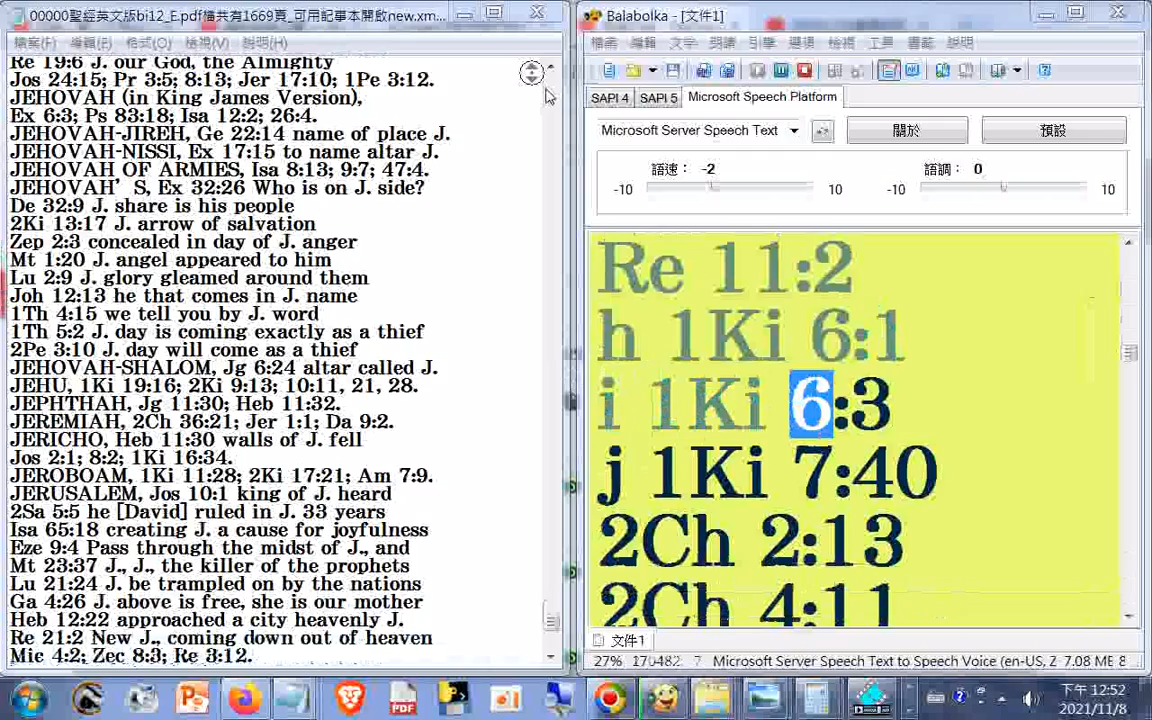 00000聖經英文版bi12_E.pdf檔共有1669頁_可用記事本開啟new.xm...
檔案(F) 編輯(E) 格式(O) 檢視(V) 說明(H)
Re 19:6 J. our God, the Almighty
Jos 24:15; Pr 3:5; 8:13; Jer 17:10; 1Pe 3:12.
JEHOVAH (in King James Version),
Ex 6:3; Ps 83:18; Isa 12:2; 26:4.
JEHOVAH-JIREH, Ge 22:14 name of place J.
JEHOVAH-NISSI, Ex 17:15 to name altar J.
JEHOVAH OF ARMIES, Isa 8:13; 9:7; 47:4.
JEHOVAH’S, Ex 32:26 Who is on J. side?
De 32:9 J. share is his people
2Ki 13:17 J. arrow of salvation
Zep 2:3 concealed in day of J. anger
Mt 1:20 J. angel appeared to him
Lu 2:9 J. glory gleamed around them
Joh 12:13 he that comes in J. name
1Th 4:15 we tell you by J. word
1Th 5:2 J. day is coming exactly as a thief
2Pe 3:10 J. day will come as a thief
JEHOVAH-SHALOM, Jg 6:24 altar called J.
JEHU, 1Ki 19:16; 2Ki 9:13; 10:11, 21, 28.
JEPHTHAH, Jg 11:30; Heb 11:32.
JEREMIAH, 2Ch 36:21; Jer 1:1; Da 9:2.
JERICHO, Heb 11:30 walls of J. fell
Jos 2:1; 8:2; 1Ki 16:34.
JEROBOAM, 1Ki 11:28; 2Ki 17:21; Am 7:9.
JERUSALEM, Jos 10:1 king of J. heard
2Sa 5:5 he [David] ruled in J. 33 years
Isa 65:18 creating J. a cause for joyfulness
Eze 9:4 Pass through the midst of J., and
Mt 23:37 J., J., the killer of the prophets
Lu 21:24 J. be trampled on by the nations
Ga 4:26 J. above is free, she is our mother
Heb 12:22 approached a city heavenly J.
Re 21:2 New J., coming down out of heaven
Mic 4:2; Zec 8:3; Re 3:12.
Balabolka - [文件1]
檔案 編輯 文字 朗讀 引擎 選項 檢視 工具 書籤 說明
SAPI 4 SAPI 5 Microsoft Speech Platform
Microsoft Server Speech Text 關於 預設
語速： -2 語調： 0
-10 10 -10 10
Re 11:2
h 1Ki 6:1
i 1Ki 6:3
j 1Ki 7:40
2Ch 2:13
2Ch 4:11
文件1
27% 170482. 7 Microsoft Server Speech Text to Speech Voice (en-US, Z 7.08 MB 8
PDF
下午 12:52
2021/11/8